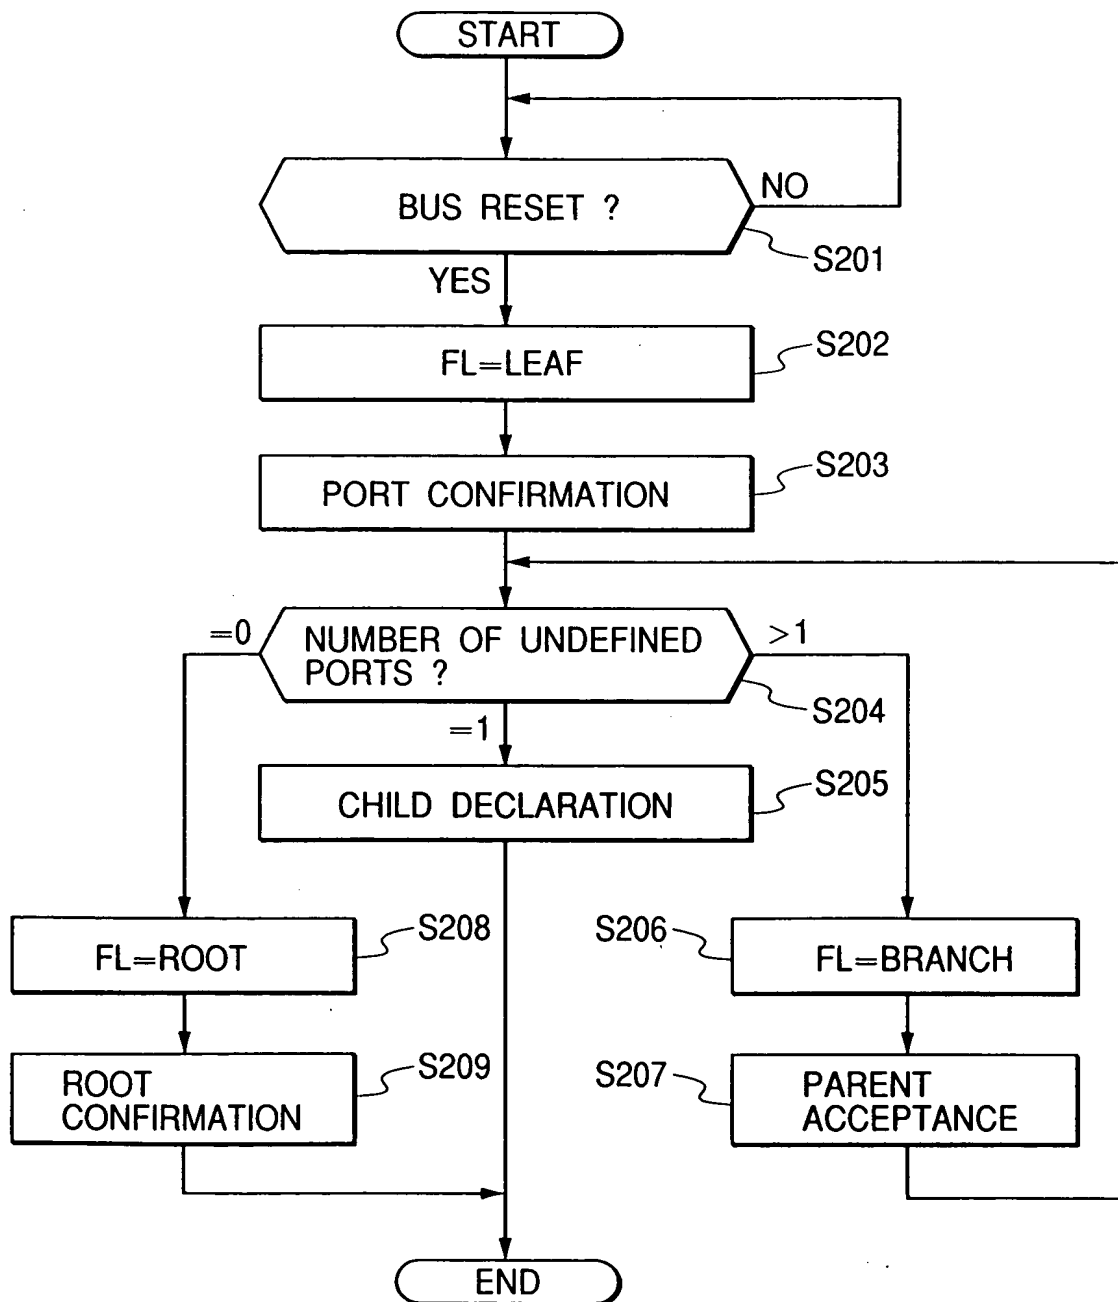 START
BUS RESET ?
NO
S201
YES
FL=LEAF
S202
PORT CONFIRMATION
S203
=0
NUMBER OF UNDEFINED
PORTS ?
>1
S204
=1
CHILD DECLARATION
S205
FL=ROOT
S208
S206
FL=BRANCH
ROOT
CONFIRMATION
S209
S207
PARENT
ACCEPTANCE
END